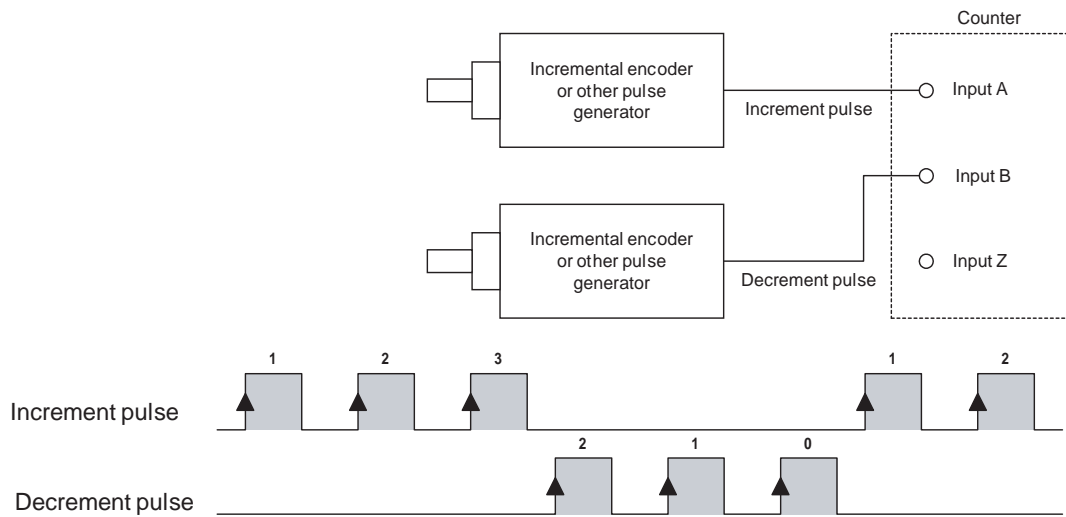 Counter
Incremental encoder
or other pulse
generator
Increment pulse
Input A
Input B
Incremental encoder
or other pulse
generator
Decrement pulse
Input Z
1 2 3 1 2
Increment pulse
2 1 0
Decrement pulse